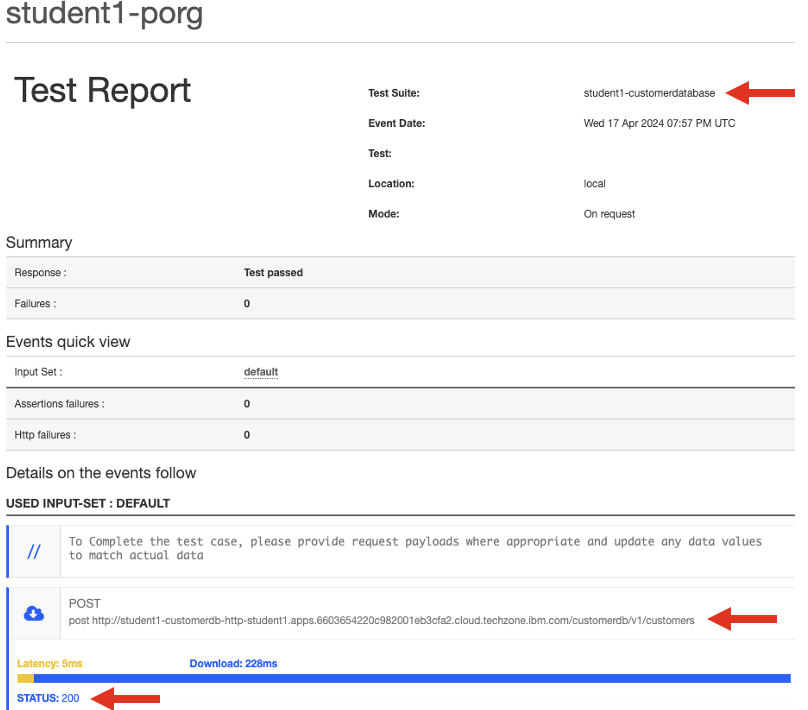 student1-porg
Test Report
Test Suite: student1-customerdatabase
Event Date: Wed 17 Apr 2024 07:57 PM UTC
Test:
Location: local
Mode: On request
Summary
Response : Test passed
Failures : 0
Events quick view
Input Set : default
Assertions failures : 0
Http failures : 0
Details on the events follow
USED INPUT-SET : DEFAULT
// To Complete the test case, please provide request payloads where appropriate and update any data values
to match actual data
POST
post http://student1-customerdb-http-student1.apps.6603654220c982001eb3cfa2.cloud.techzone.ibm.com/customerdb/v1/customers
Latency: 5ms Download: 228ms
STATUS: 200